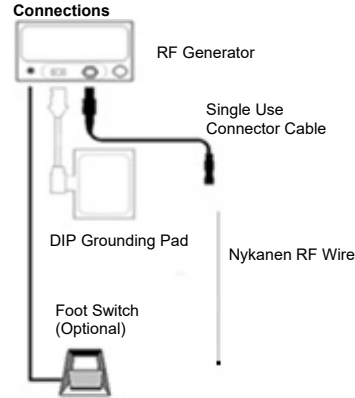 Connections
RF Generator
Single Use
Connector Cable
DIP Grounding Pad
Nykanen RF Wire
Foot Switch
(Optional)